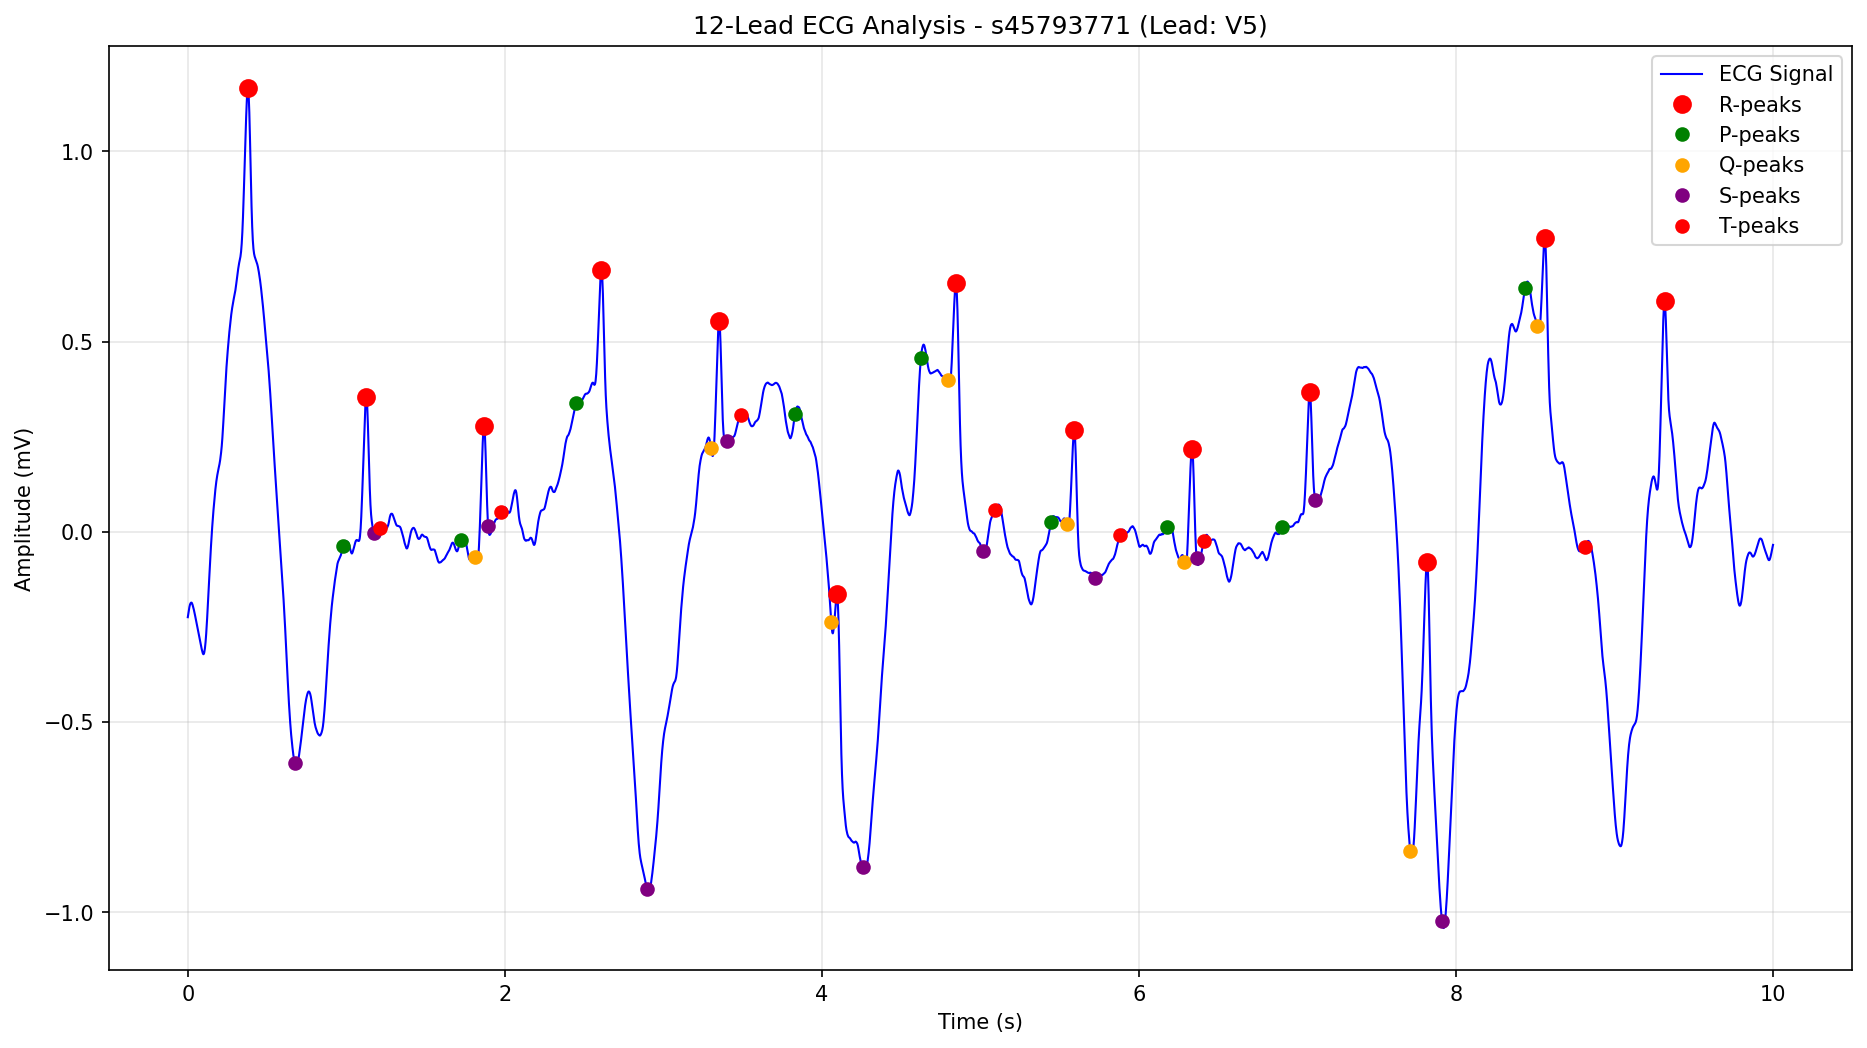 12-Lead ECG Analysis - s45793771 (Lead: V5)
ECG Signal
R-peaks
P-peaks
Q-peaks
S-peaks
T-peaks
Amplitude (mV)
1.0
0.5
0.0
−0.5
−1.0
0 2 4 6 8 10
Time (s)